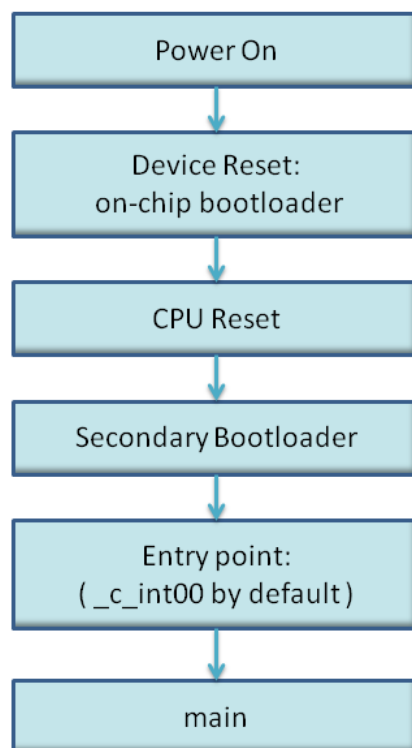 Power On
Device Reset:
on-chip bootloader
CPU Reset
Secondary Bootloader
Entry point:
( _c_int00 by default )
main